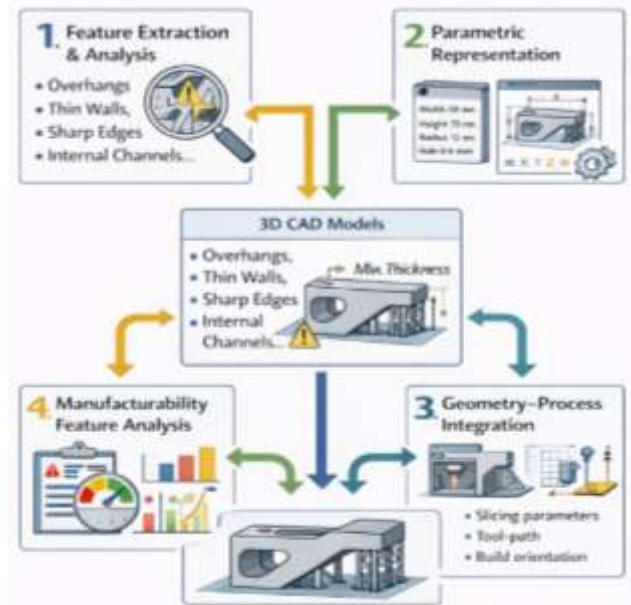 1. Feature Extraction
& Analysis
• Overhangs
• Thin Walls,
• Sharp Edges
• Internal Channels...
2. Parametric
Representation
3D CAD Models
• Overhangs,
• Thin Walls,
• Sharp Edges
• Internal
Channels...
Min. Thickness
4. Manufacturability
Feature Analysis
3. Geometry–Process
Integration
• Slicing parameters
• Tool-path
• Build orientation